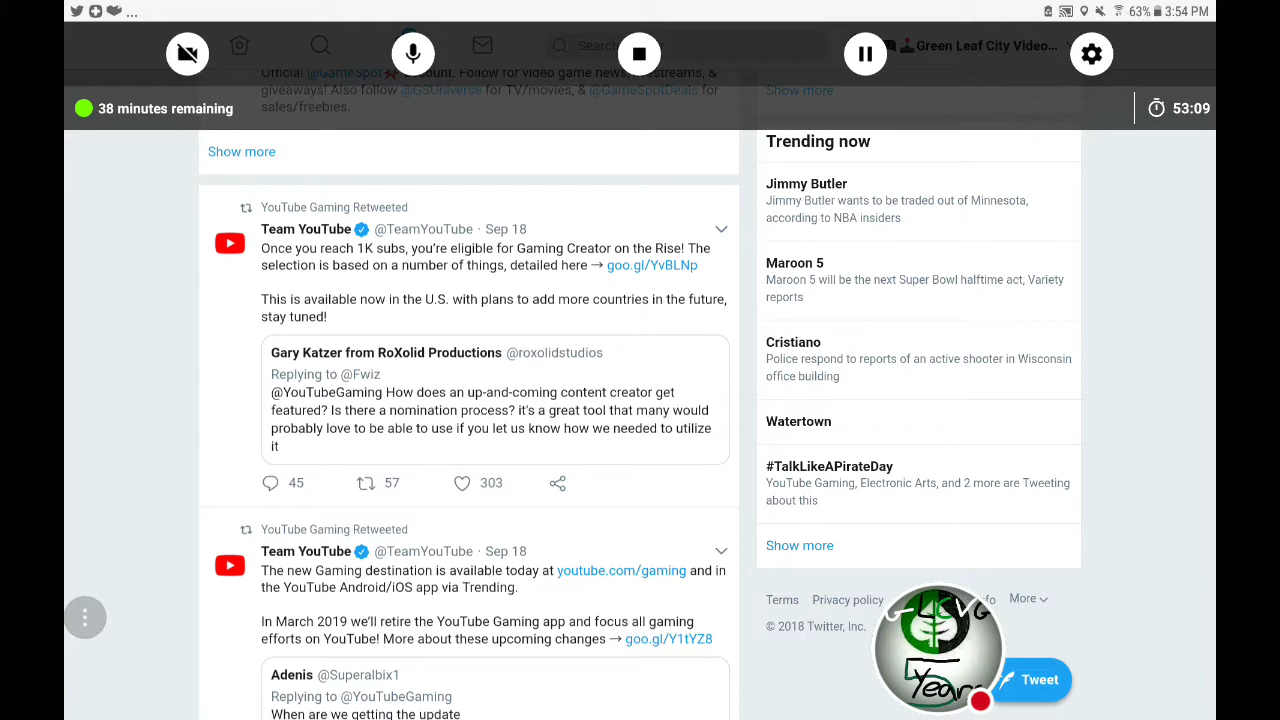 ... 63% 3:54 PM
Search Green Leaf City Video...
Official @GameSpot account. Follow for video game news, livestreams, &
giveaways! Also follow @GSUniverse for TV/movies, & @GameSpotDeals for
sales/freebies.
Show more
38 minutes remaining
53:09
Show more
YouTube Gaming Retweeted
Team YouTube @TeamYouTube · Sep 18
Once you reach 1K subs, you're eligible for Gaming Creator on the Rise! The
selection is based on a number of things, detailed here → goo.gl/YvBLNp
This is available now in the U.S. with plans to add more countries in the future,
stay tuned!
Gary Katzer from RoXolid Productions @roxolidstudios
Replying to @Fwiz
@YouTubeGaming How does an up-and-coming content creator get
featured? Is there a nomination process? it's a great tool that many would
probably love to be able to use if you let us know how we needed to utilize
it
45 57 303
YouTube Gaming Retweeted
Team YouTube @TeamYouTube · Sep 18
The new Gaming destination is available today at youtube.com/gaming and in
the YouTube Android/iOS app via Trending.
In March 2019 we'll retire the YouTube Gaming app and focus all gaming
efforts on YouTube! More about these upcoming changes → goo.gl/Y1tYZ8
Adenis @Superalbix1
Replying to @YouTubeGaming
When are we getting the update
Trending now
Jimmy Butler
Jimmy Butler wants to be traded out of Minnesota,
according to NBA insiders
Maroon 5
Maroon 5 will be the next Super Bowl halftime act, Variety
reports
Cristiano
Police respond to reports of an active shooter in Wisconsin
office building
Watertown
#TalkLikeAPirateDay
YouTube Gaming, Electronic Arts, and 2 more are Tweeting
about this
Show more
Terms Privacy policy More
© 2018 Twitter, Inc.
G-LCVG
5
Years
Tweet